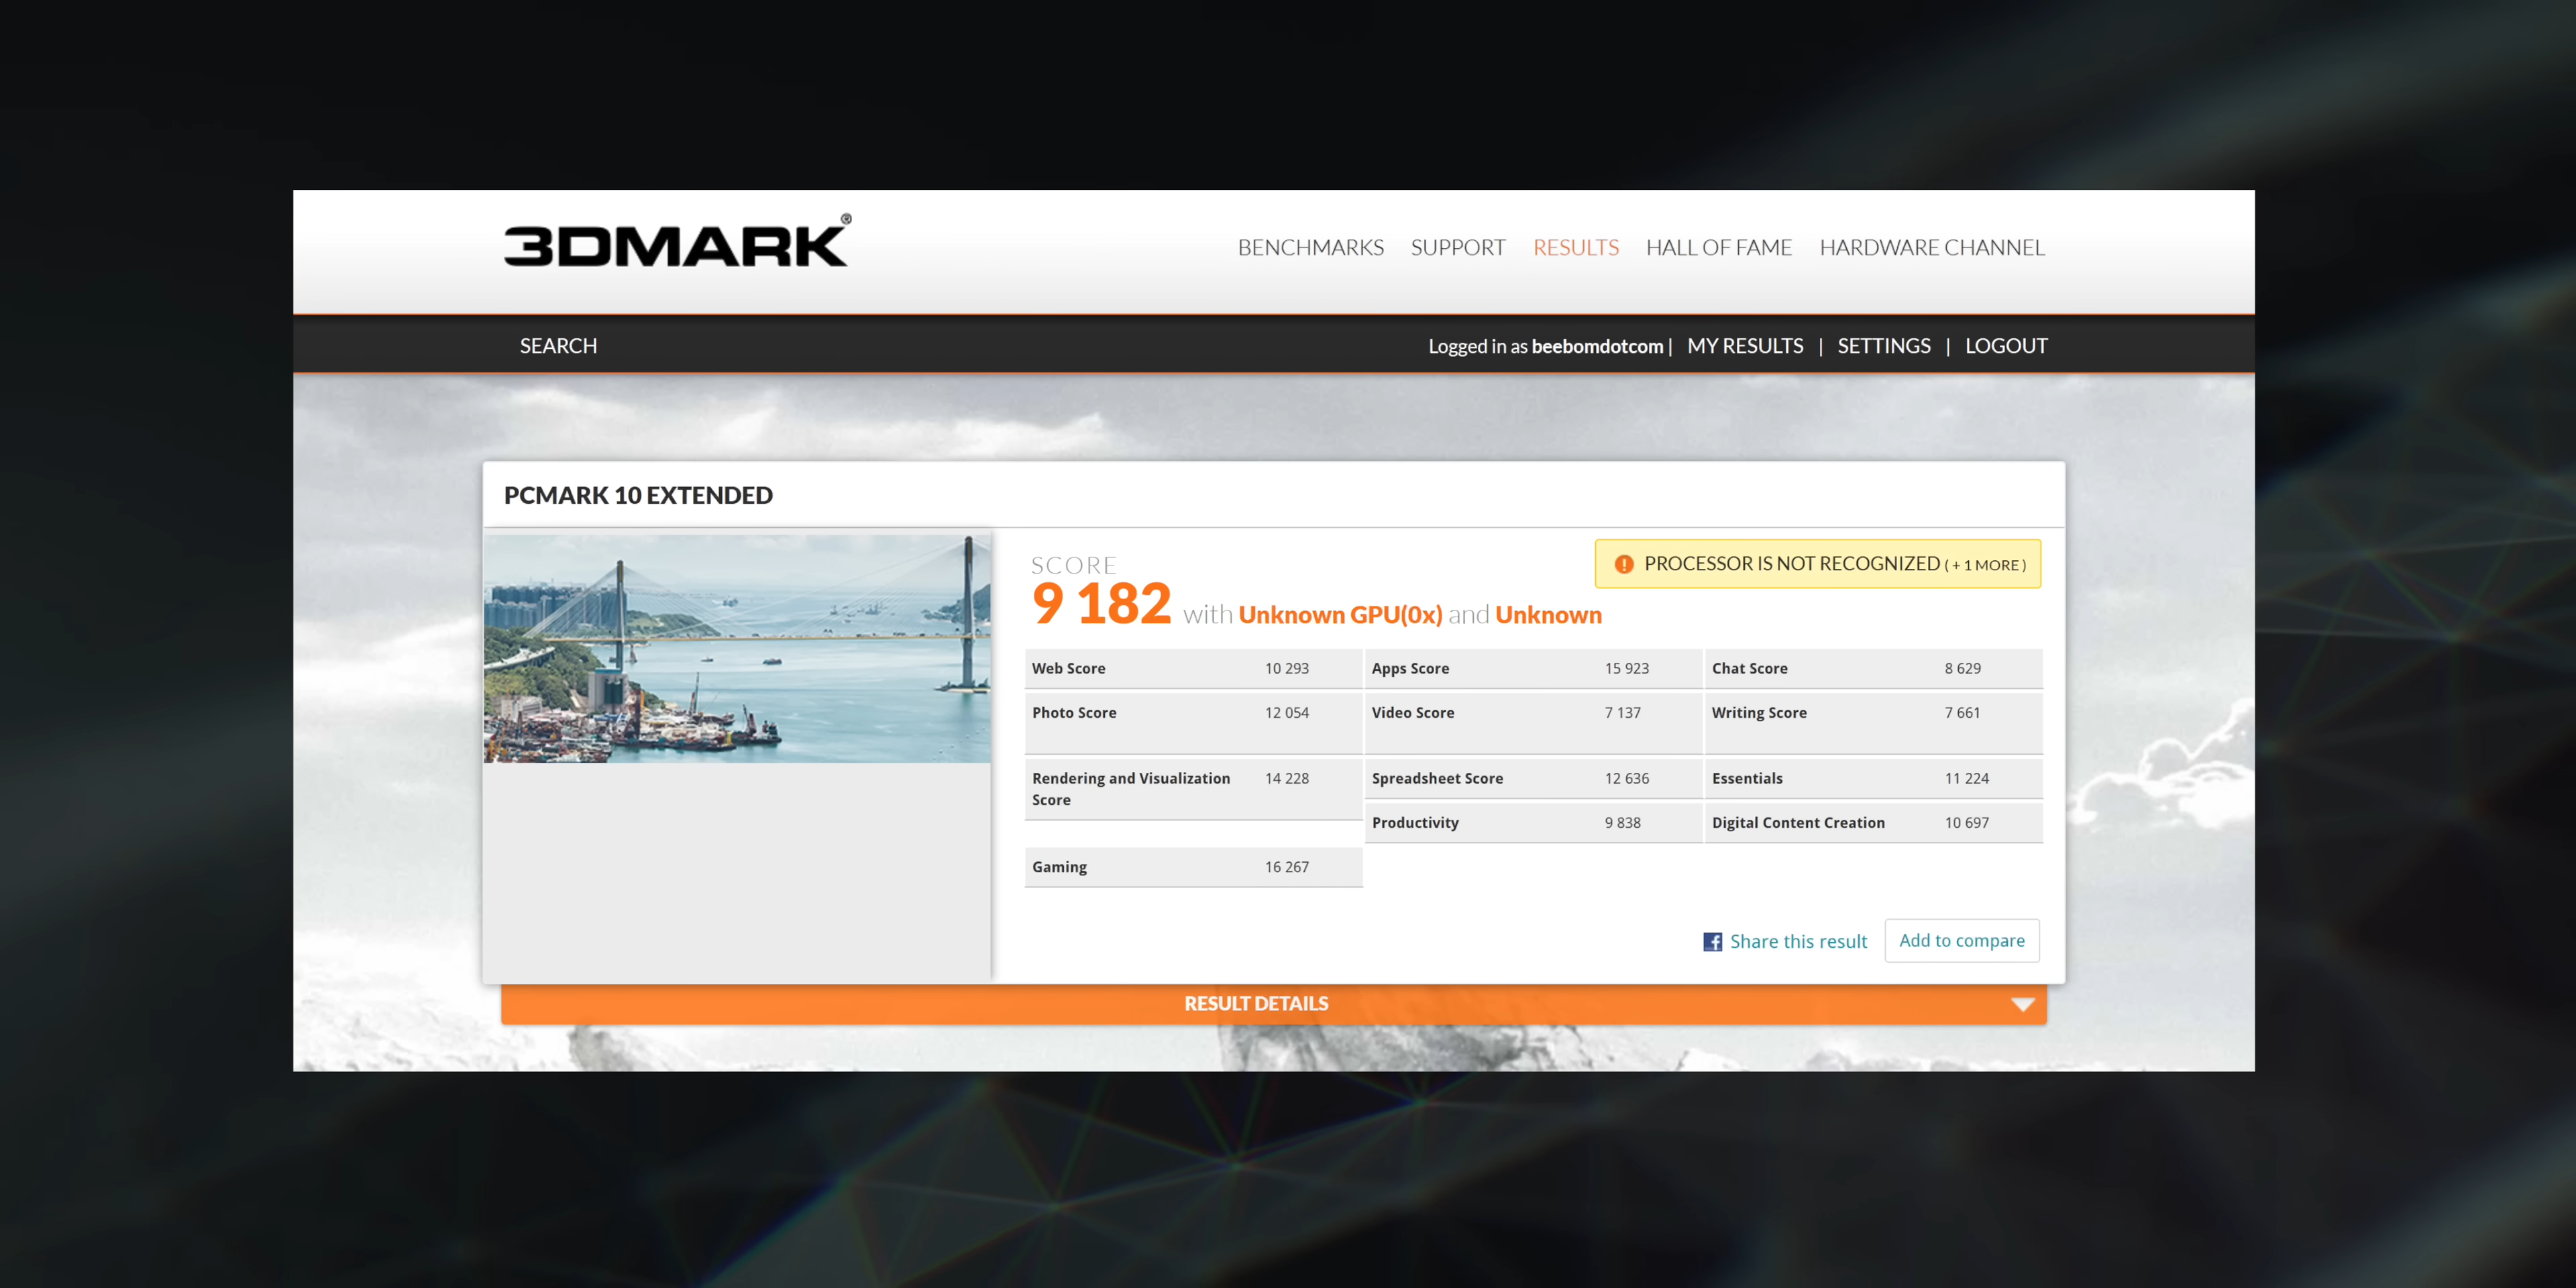 3DMARK®
BENCHMARKS SUPPORT RESULTS HALL OF FAME HARDWARE CHANNEL
SEARCH
Logged in as beebomdotcom | MY RESULTS | SETTINGS | LOGOUT
PCMARK 10 EXTENDED
SCORE
PROCESSOR IS NOT RECOGNIZED ( + 1 MORE )
9 182 with Unknown GPU(0x) and Unknown
Web Score 10 293 Apps Score 15 923 Chat Score 8 629
Photo Score 12 054 Video Score 7 137 Writing Score 7 661
Rendering and Visualization 14 228 Spreadsheet Score 12 636 Essentials 11 224
Score
Productivity 9 838 Digital Content Creation 10 697
Gaming 16 267
Share this result Add to compare
RESULT DETAILS